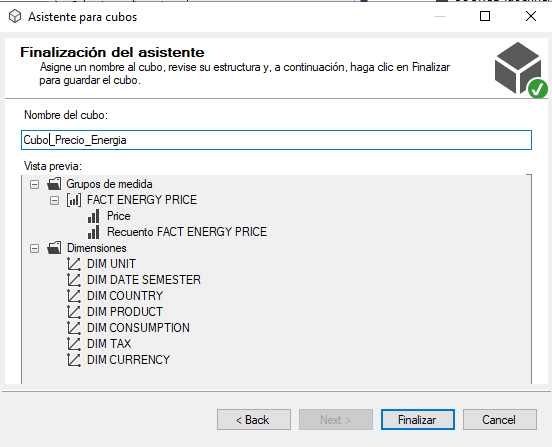 Asistente para cubos
Finalización del asistente
Asigne un nombre al cubo, revise su estructura y, a continuación, haga clic en Finalizar
para guardar el cubo.
Nombre del cubo:
Cubo_Precio_Energia
Vista previa:
Grupos de medida
FACT ENERGY PRICE
Price
Recuento FACT ENERGY PRICE
Dimensiones
DIM UNIT
DIM DATE SEMESTER
DIM COUNTRY
DIM PRODUCT
DIM CONSUMPTION
DIM TAX
DIM CURRENCY
< Back
Next >
Finalizar
Cancel